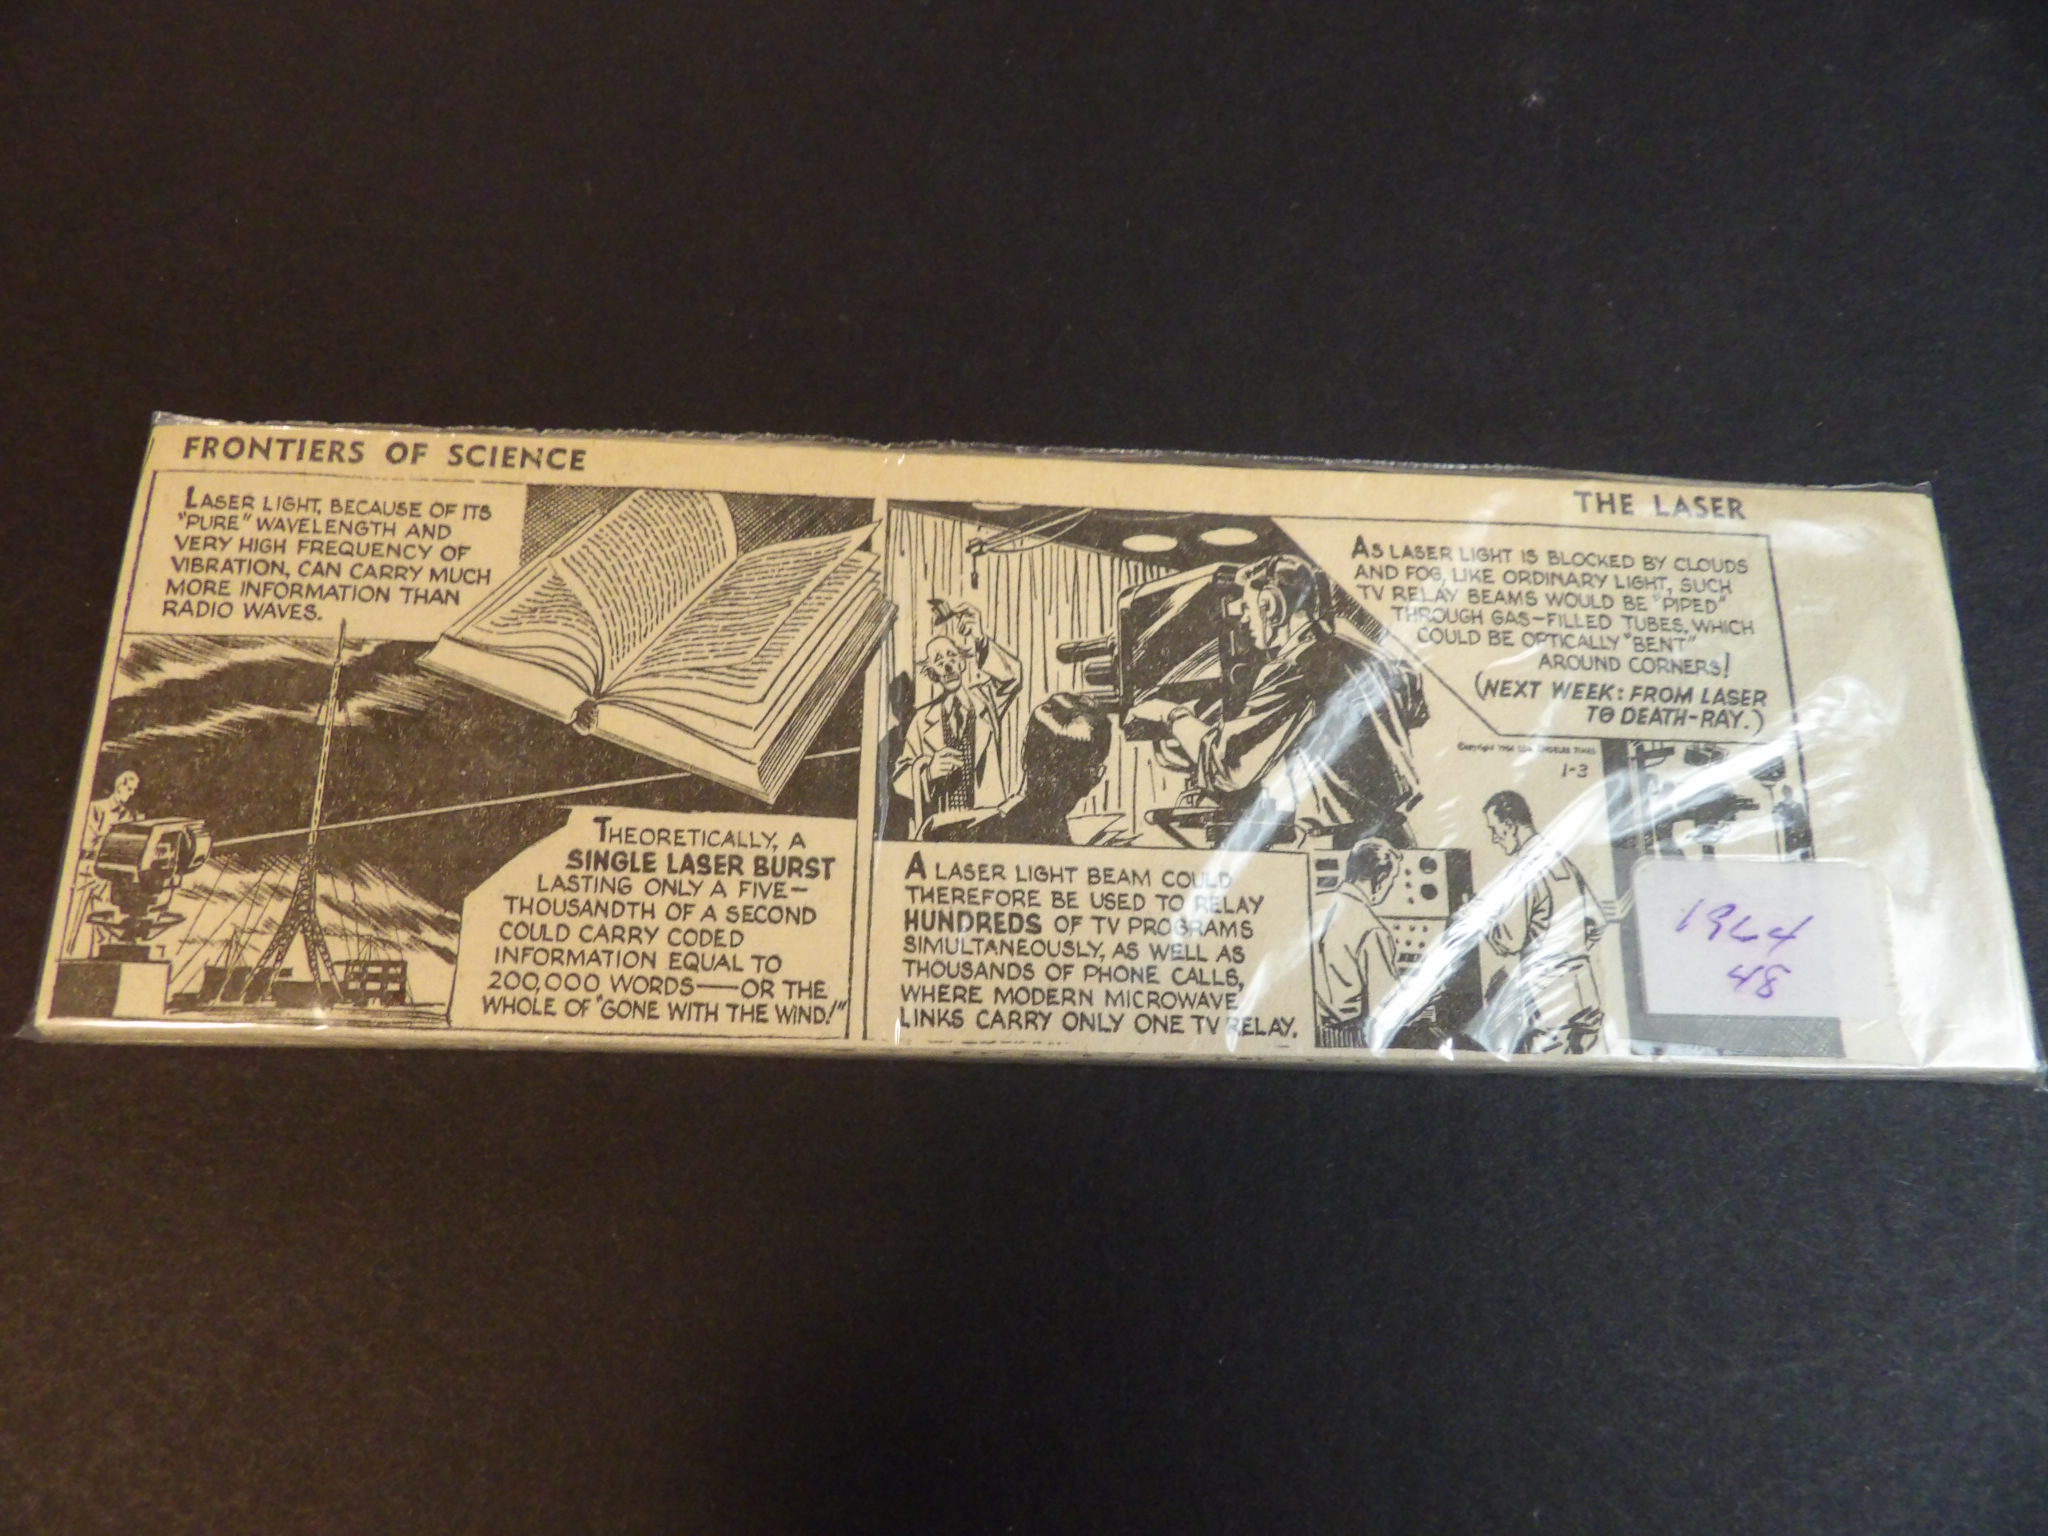 FRONTIERS OF SCIENCE
THE LASER
LASER LIGHT, BECAUSE OF ITS
"PURE" WAVELENGTH AND
VERY HIGH FREQUENCY OF
VIBRATION, CAN CARRY MUCH
MORE INFORMATION THAN
RADIO WAVES.
THEORETICALLY, A
SINGLE LASER BURST
LASTING ONLY A FIVE-
THOUSANDTH OF A SECOND
COULD CARRY CODED
INFORMATION EQUAL TO
200,000 WORDS—OR THE
WHOLE OF "GONE WITH THE WIND!"
A LASER LIGHT BEAM COULD
THEREFORE BE USED TO RELAY
HUNDREDS OF TV PROGRAMS
SIMULTANEOUSLY, AS WELL AS
THOUSANDS OF PHONE CALLS,
WHERE MODERN MICROWAVE
LINKS CARRY ONLY ONE TV RELAY.
AS LASER LIGHT IS BLOCKED BY CLOUDS
AND FOG, LIKE ORDINARY LIGHT, SUCH
TV RELAY BEAMS WOULD BE "PIPED"
THROUGH GAS-FILLED TUBES, WHICH
COULD BE OPTICALLY "BENT"
AROUND CORNERS!
(NEXT WEEK: FROM LASER
TO DEATH-RAY.)
Copyright 1964 LOS ANGELES TIMES
1-3
1964
48